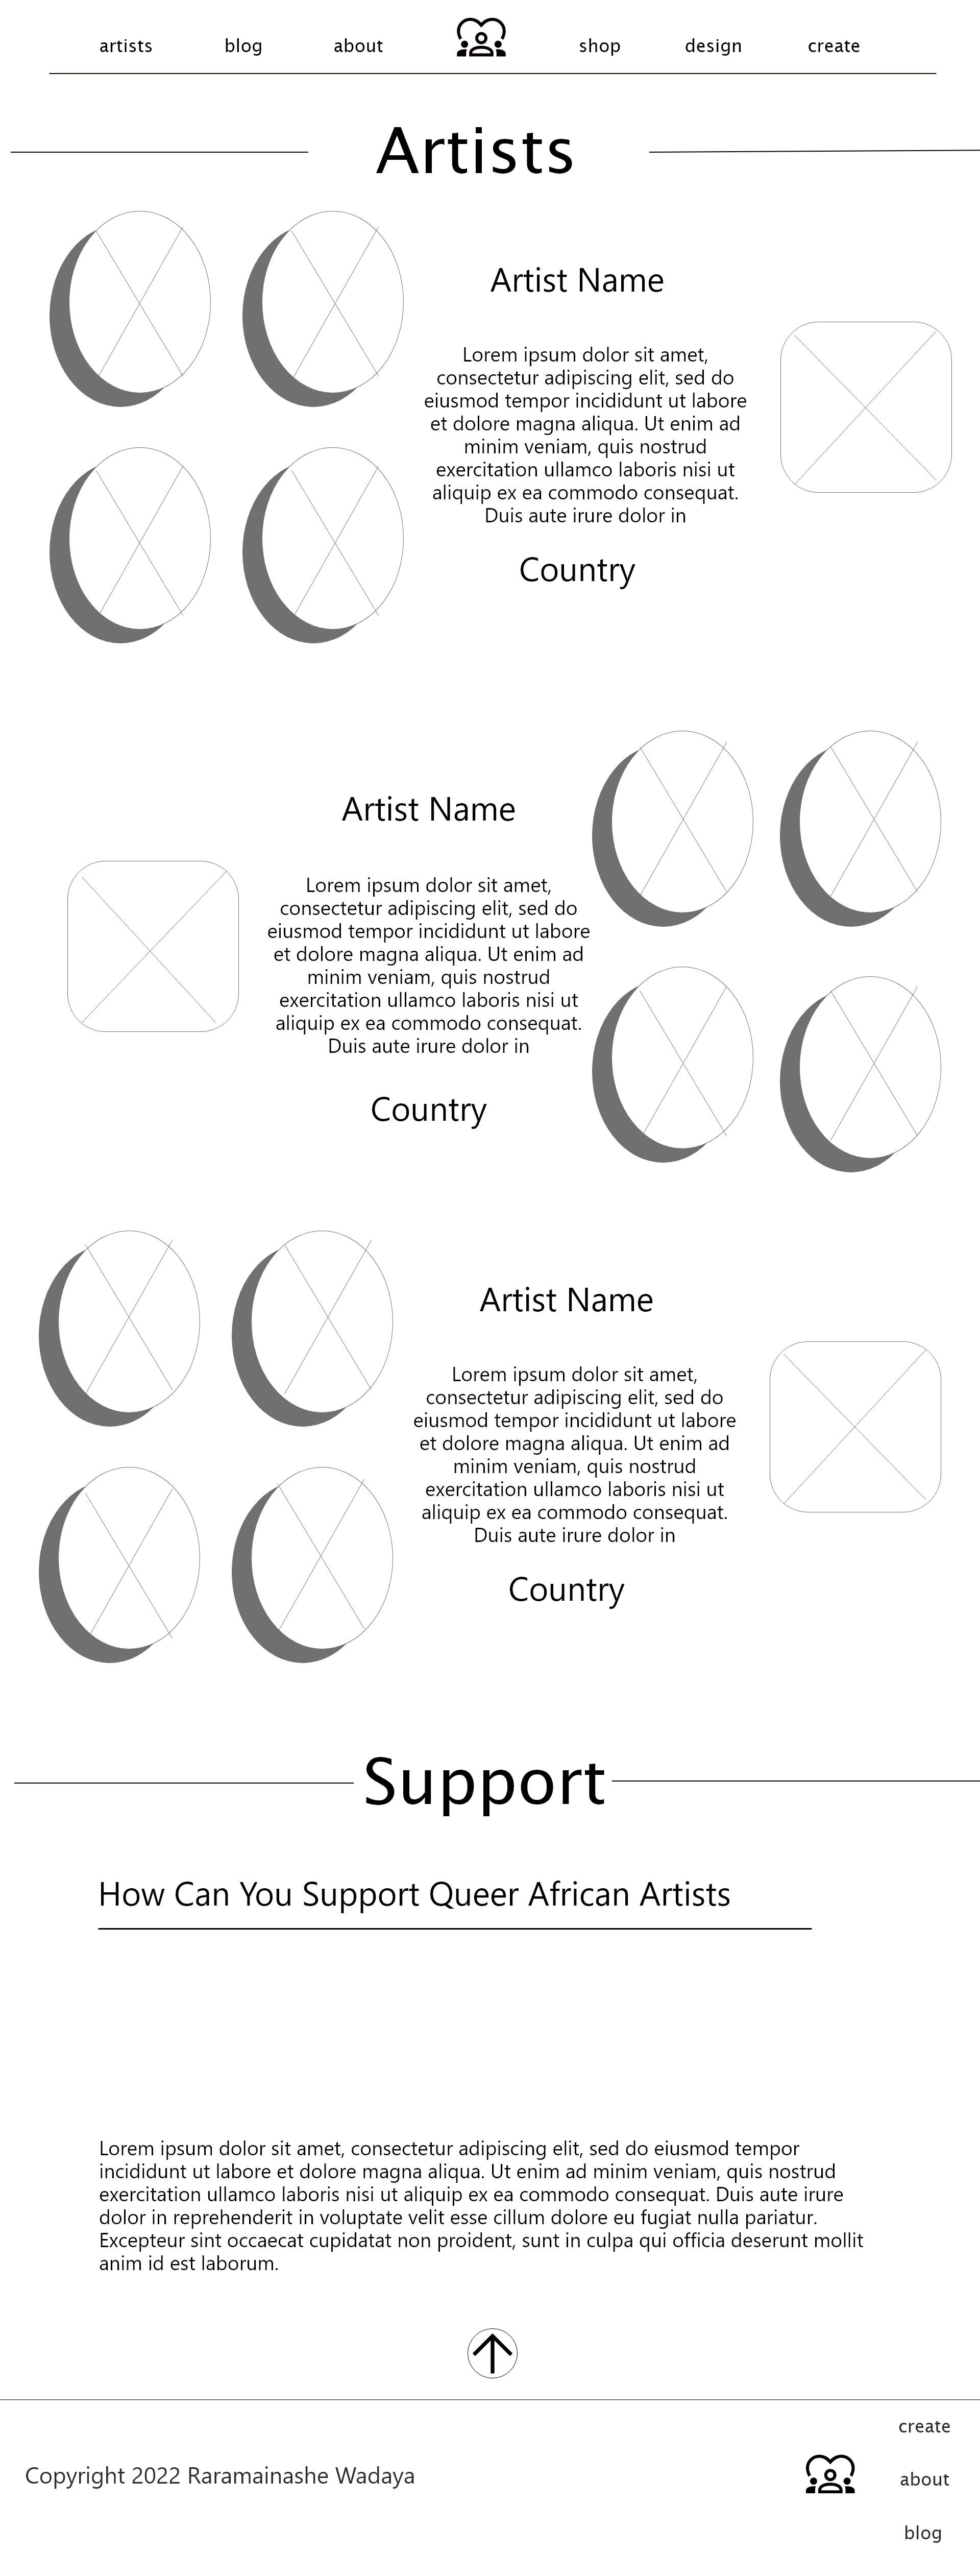 artists blog about shop design create
Artists
Artist Name
Lorem ipsum dolor sit amet,
consectetur adipiscing elit, sed do
eiusmod tempor incididunt ut labore
et dolore magna aliqua. Ut enim ad
minim veniam, quis nostrud
exercitation ullamco laboris nisi ut
aliquip ex ea commodo consequat.
Duis aute irure dolor in
Country
Artist Name
Lorem ipsum dolor sit amet,
consectetur adipiscing elit, sed do
eiusmod tempor incididunt ut labore
et dolore magna aliqua. Ut enim ad
minim veniam, quis nostrud
exercitation ullamco laboris nisi ut
aliquip ex ea commodo consequat.
Duis aute irure dolor in
Country
Artist Name
Lorem ipsum dolor sit amet,
consectetur adipiscing elit, sed do
eiusmod tempor incididunt ut labore
et dolore magna aliqua. Ut enim ad
minim veniam, quis nostrud
exercitation ullamco laboris nisi ut
aliquip ex ea commodo consequat.
Duis aute irure dolor in
Country
Support
How Can You Support Queer African Artists
Lorem ipsum dolor sit amet, consectetur adipiscing elit, sed do eiusmod tempor
incididunt ut labore et dolore magna aliqua. Ut enim ad minim veniam, quis nostrud
exercitation ullamco laboris nisi ut aliquip ex ea commodo consequat. Duis aute irure
dolor in reprehenderit in voluptate velit esse cillum dolore eu fugiat nulla pariatur.
Excepteur sint occaecat cupidatat non proident, sunt in culpa qui officia deserunt mollit
anim id est laborum.
Copyright 2022 Raramainashe Wadaya
create
about
blog